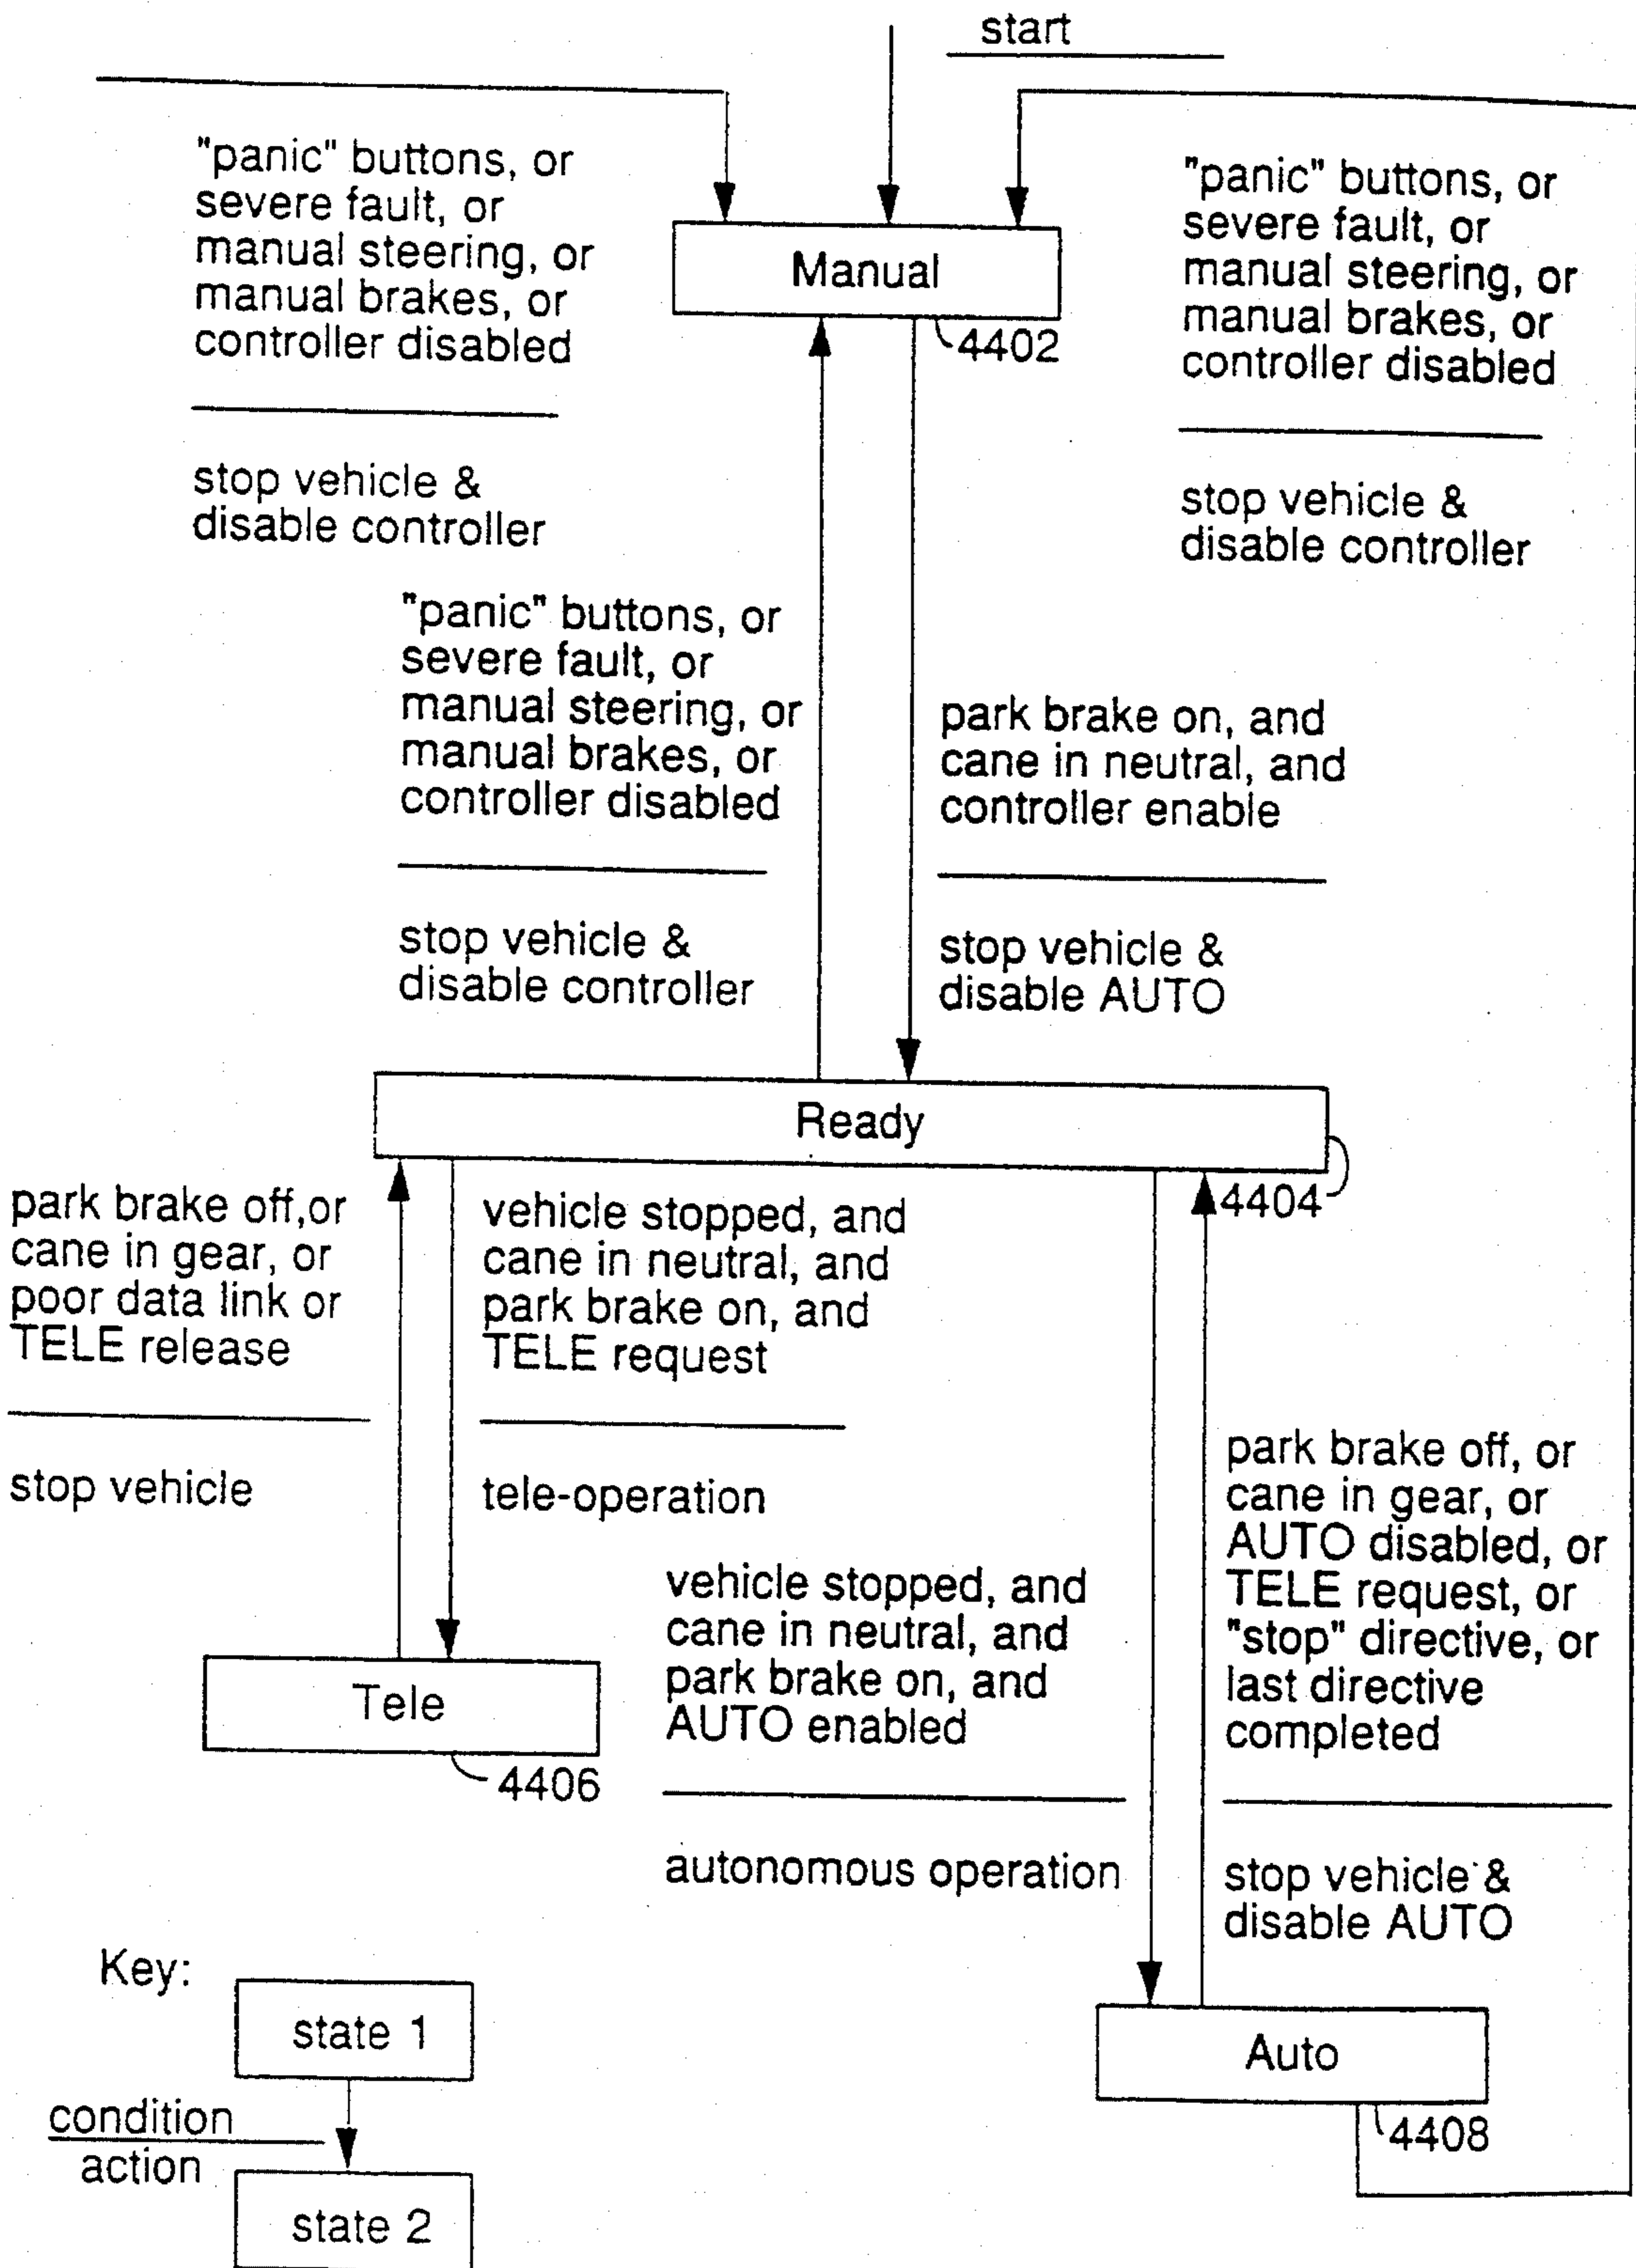 start
"panic" buttons, or
severe fault, or
manual steering, or
manual brakes, or
controller disabled
stop vehicle &
disable controller
Manual
4402
"panic" buttons, or
severe fault, or
manual steering, or
manual brakes, or
controller disabled
stop vehicle &
disable controller
"panic" buttons, or
severe fault, or
manual steering, or
manual brakes, or
controller disabled
stop vehicle &
disable controller
park brake on, and
cane in neutral, and
controller enable
stop vehicle &
disable AUTO
Ready
4404
park brake off,or
cane in gear, or
poor data link or
TELE release
stop vehicle
vehicle stopped, and
cane in neutral, and
park brake on, and
TELE request
tele-operation
Tele
4406
vehicle stopped, and
cane in neutral, and
park brake on, and
AUTO enabled
autonomous operation
park brake off, or
cane in gear, or
AUTO disabled, or
TELE request, or
"stop" directive, or
last directive
completed
stop vehicle &
disable AUTO
Auto
4408
Key:
state 1
condition
action
state 2